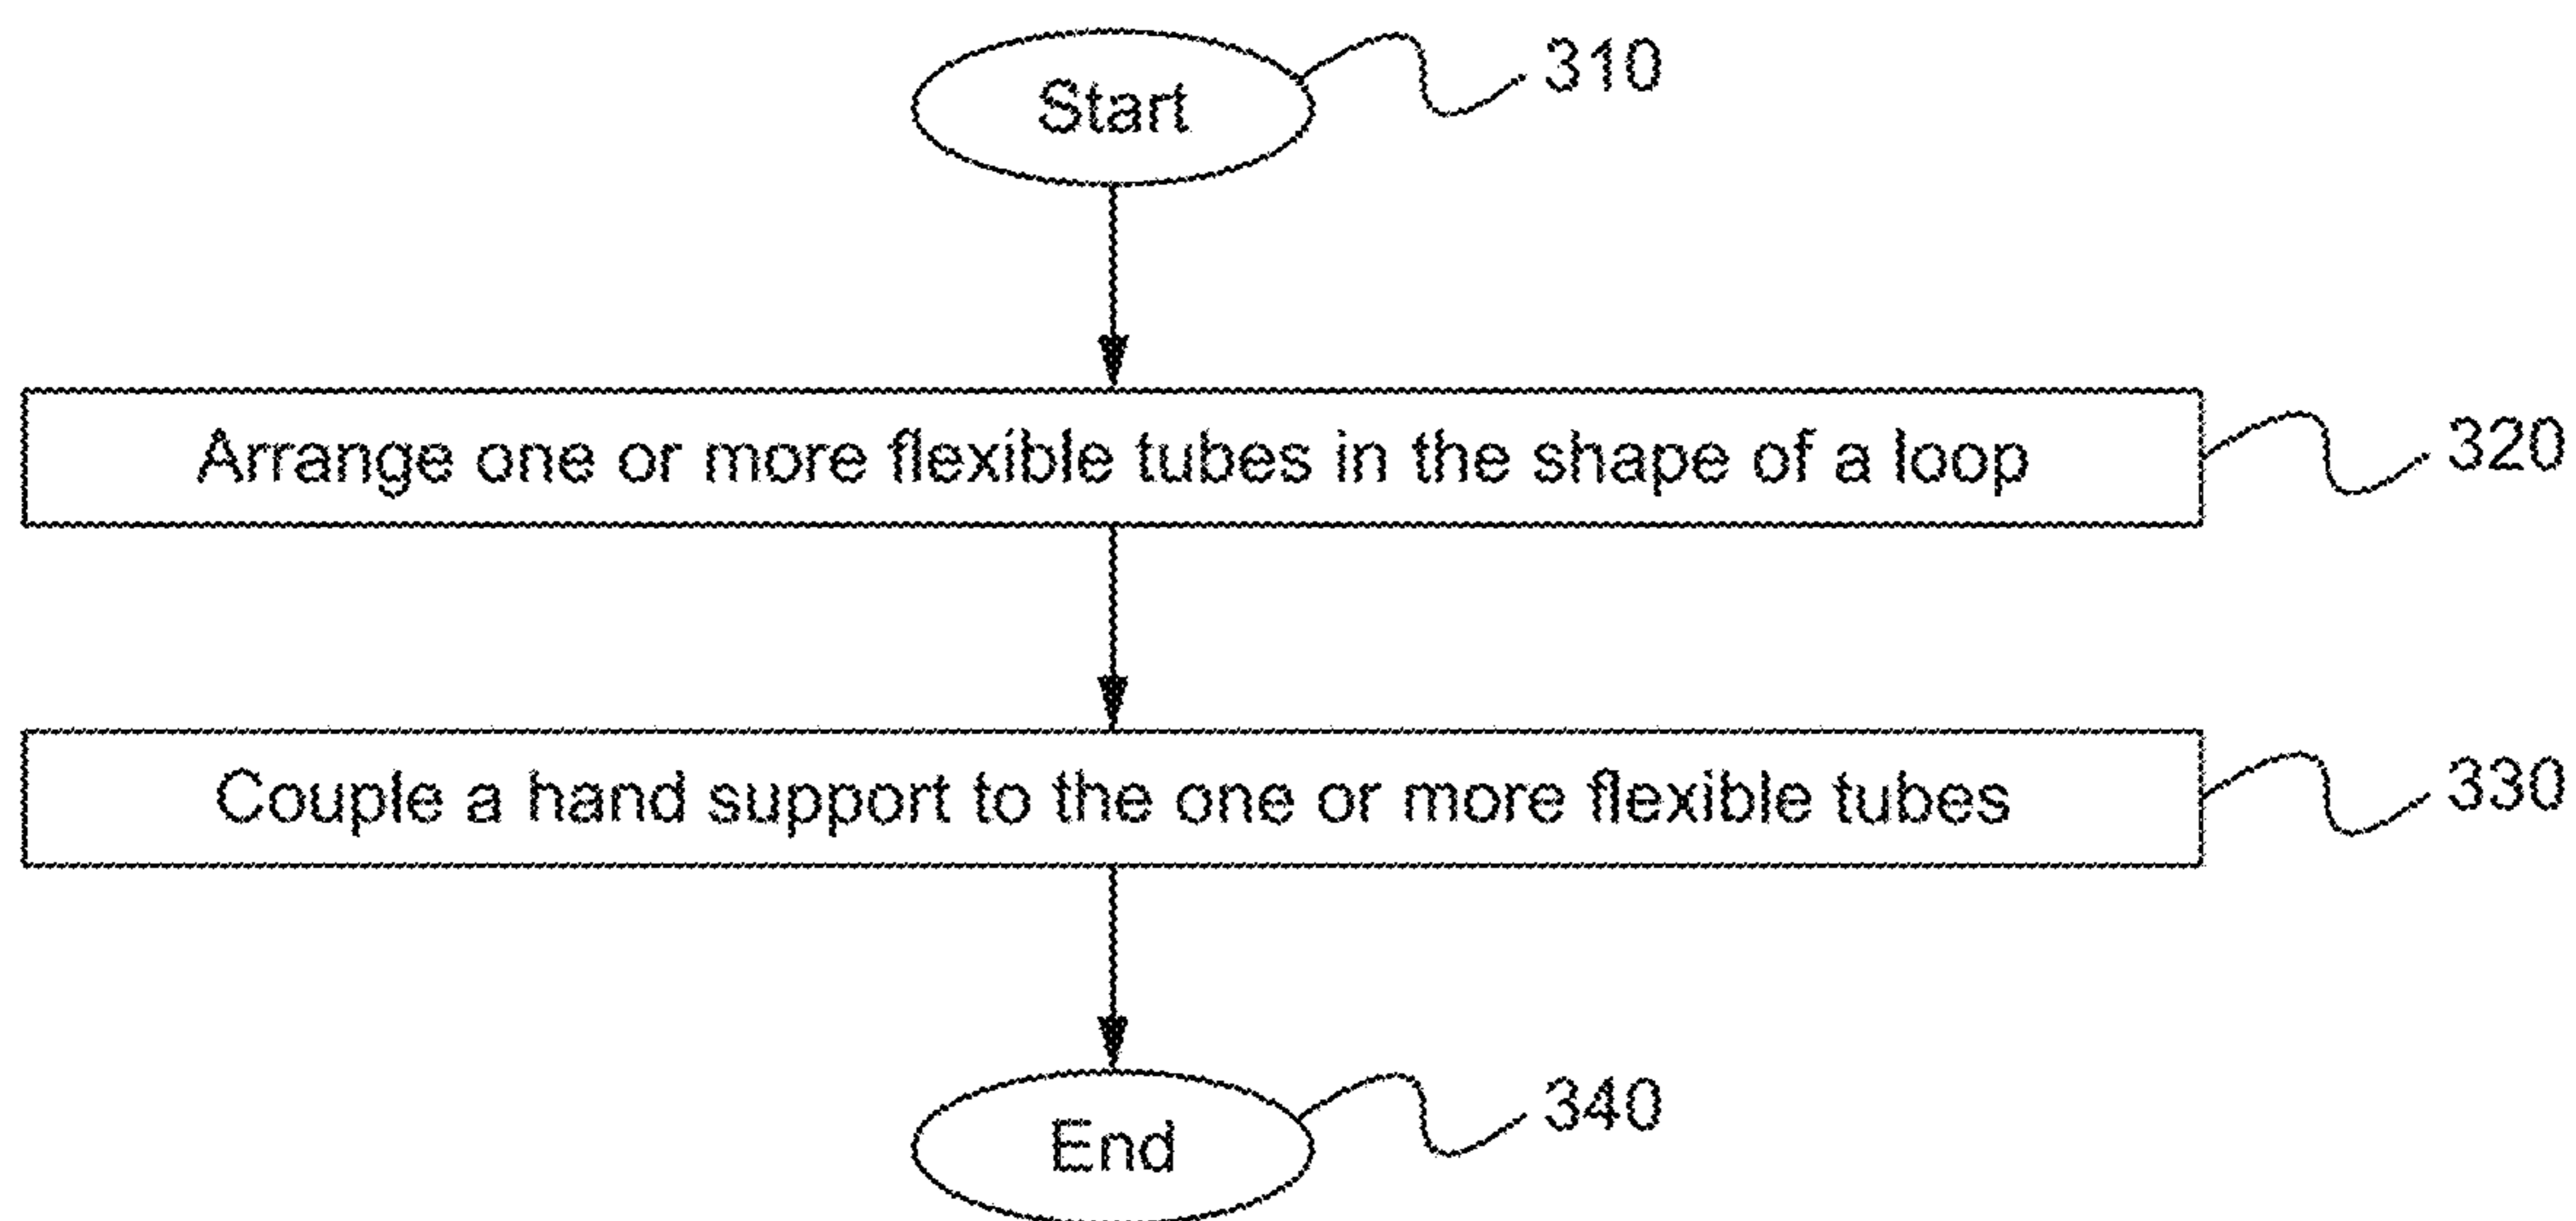 Start
310
Arrange one or more flexible tubes in the shape of a loop
320
Couple a hand support to the one or more flexible tubes
330
End
340